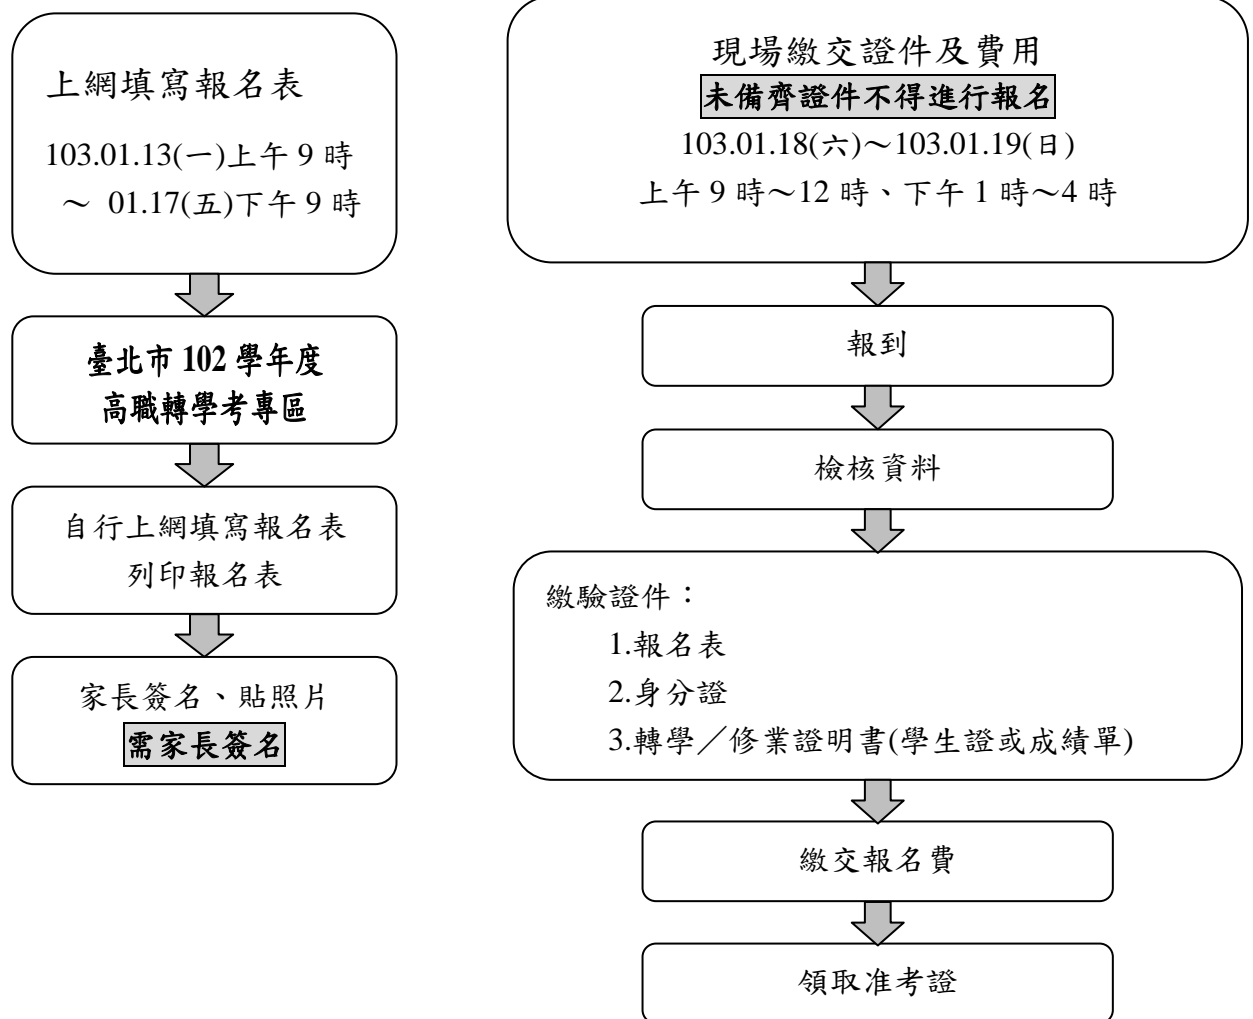 上網填寫報名表
103.01.13(一)上午 9 時
～ 01.17(五)下午 9 時
臺北市 102 學年度
高職轉學考專區
自行上網填寫報名表
列印報名表
家長簽名、貼照片
需家長簽名
現場繳交證件及費用
未備齊證件不得進行報名
103.01.18(六)～103.01.19(日)
上午 9 時～12 時、下午 1 時～4 時
報到
檢核資料
繳驗證件：
1.報名表
2.身分證
3.轉學／修業證明書(學生證或成績單)
繳交報名費
領取准考證